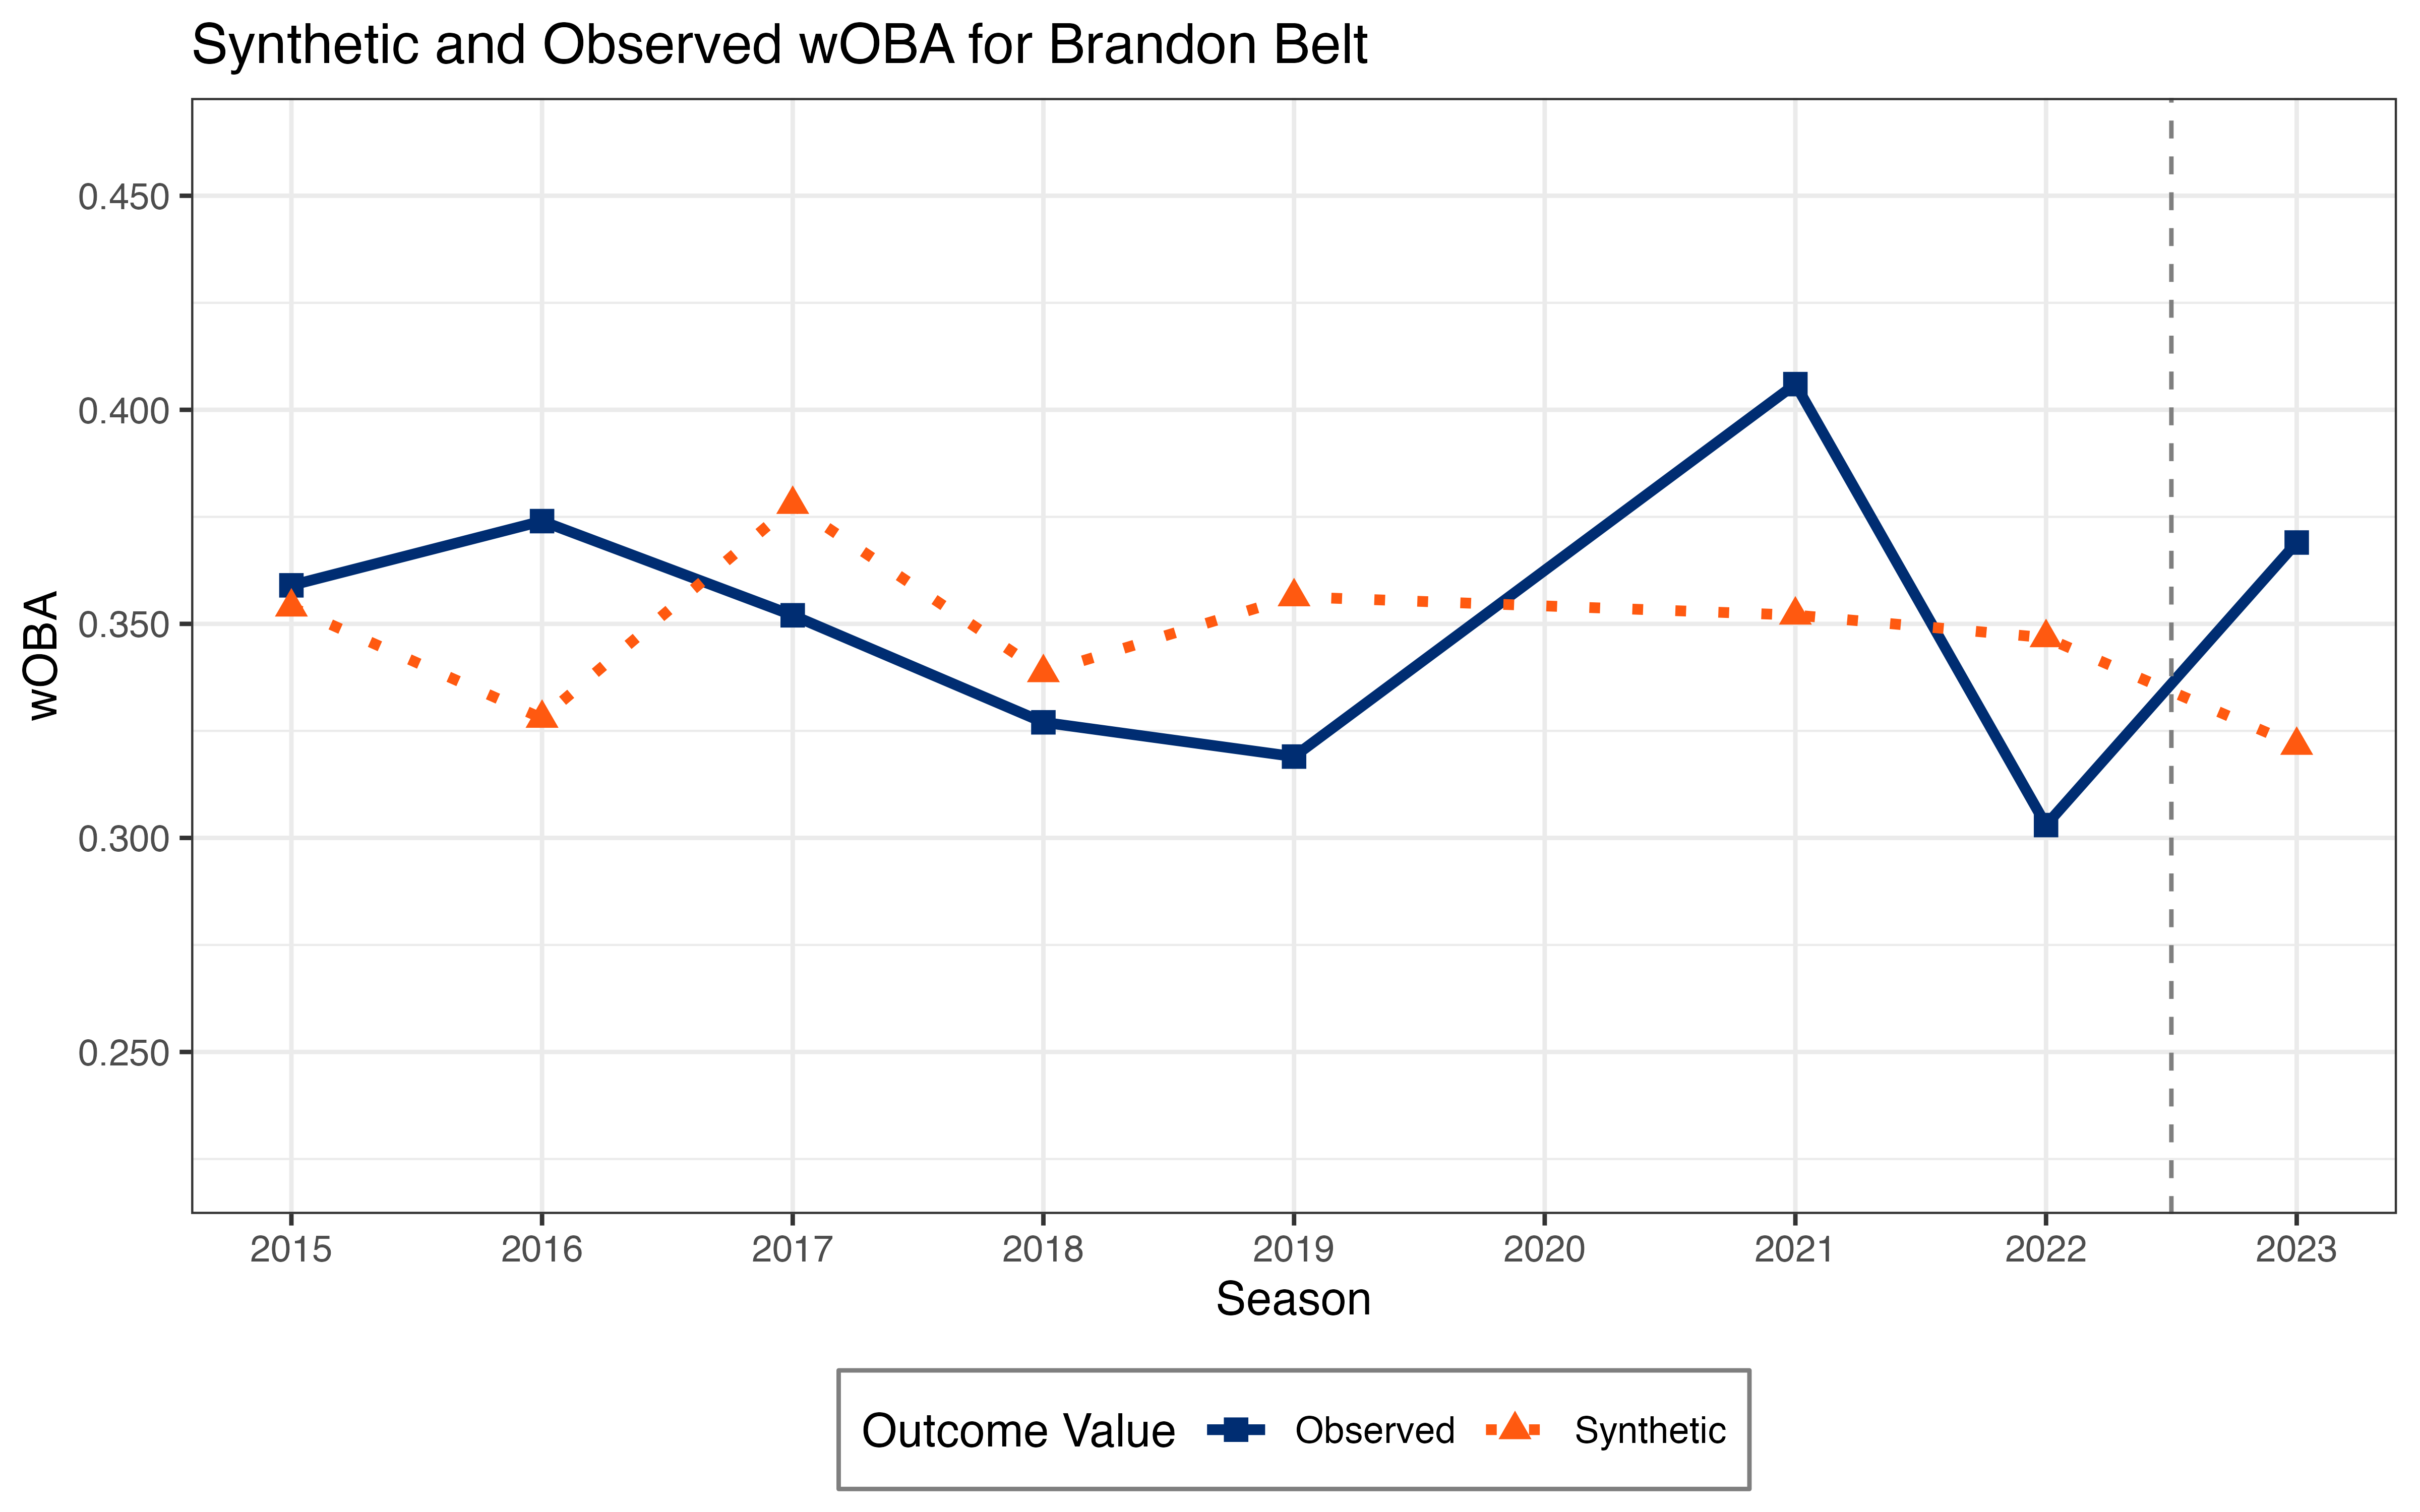 Synthetic and Observed wOBA for Brandon Belt
wOBA
0.450
0.400
0.350
0.300
0.250
2015 2016 2017 2018 2019 2020 2021 2022 2023
Season
Outcome Value Observed Synthetic